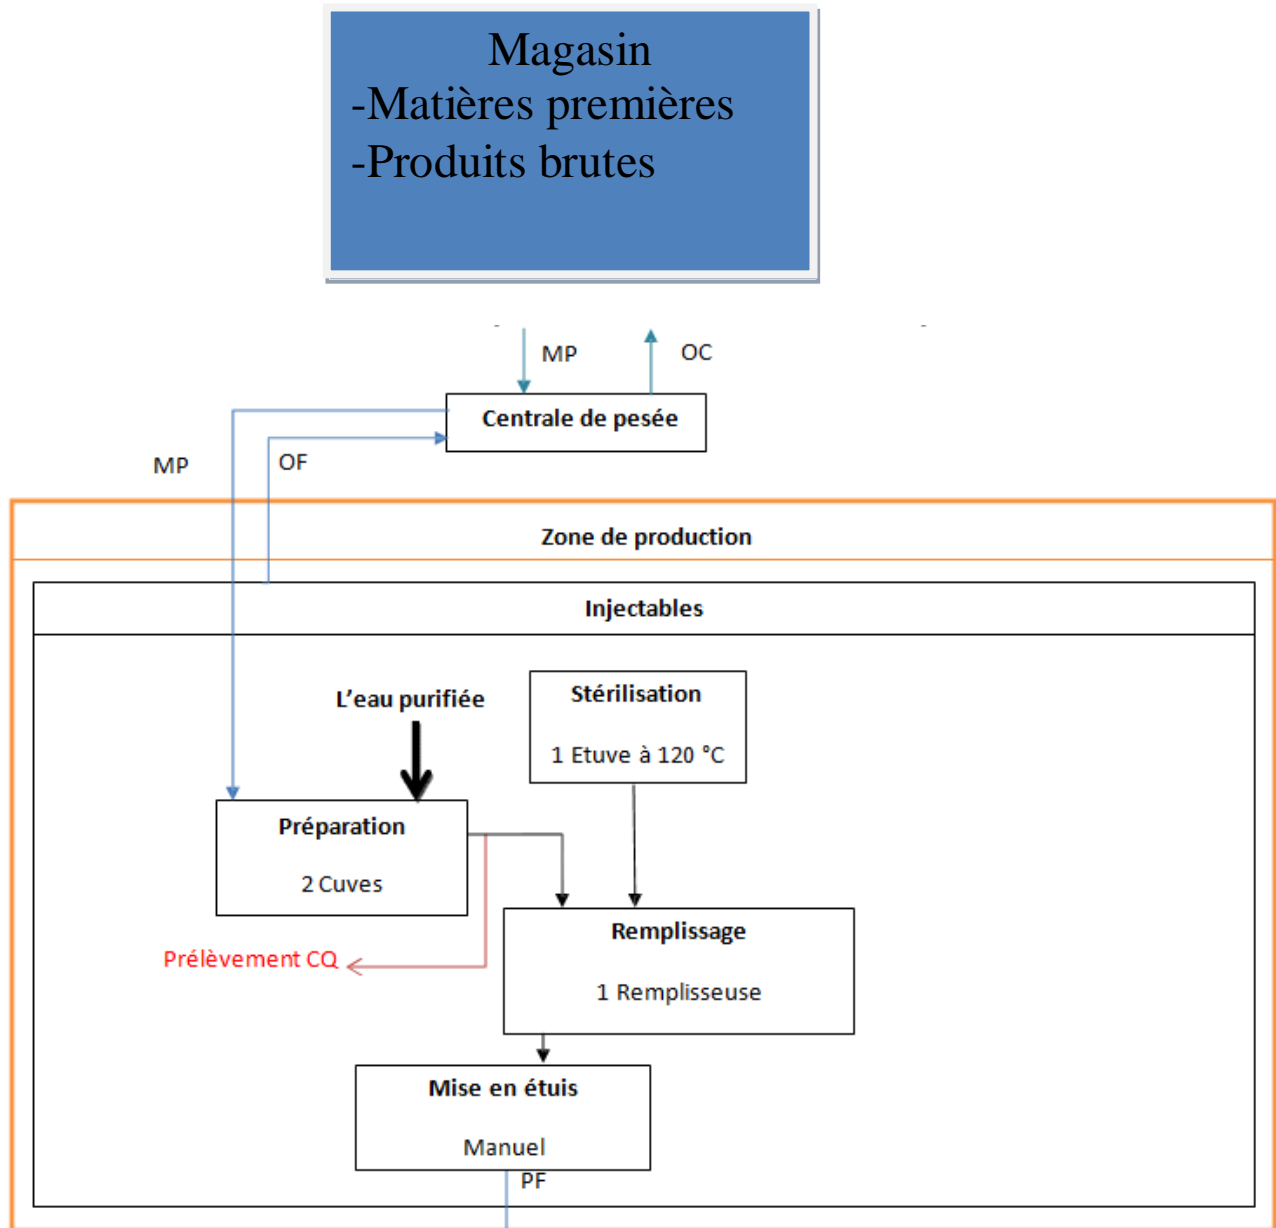 Magasin
-Matières premières
-Produits brutes
MP
OC
Centrale de pesée
MP
OF
Zone de production
Injectables
L'eau purifiée
Stérilisation
1 Etuve à 120 °C
Préparation
2 Cuves
Remplissage
Prélèvement CQ
1 Remplisseuse
Mise en étuis
Manuel
PF